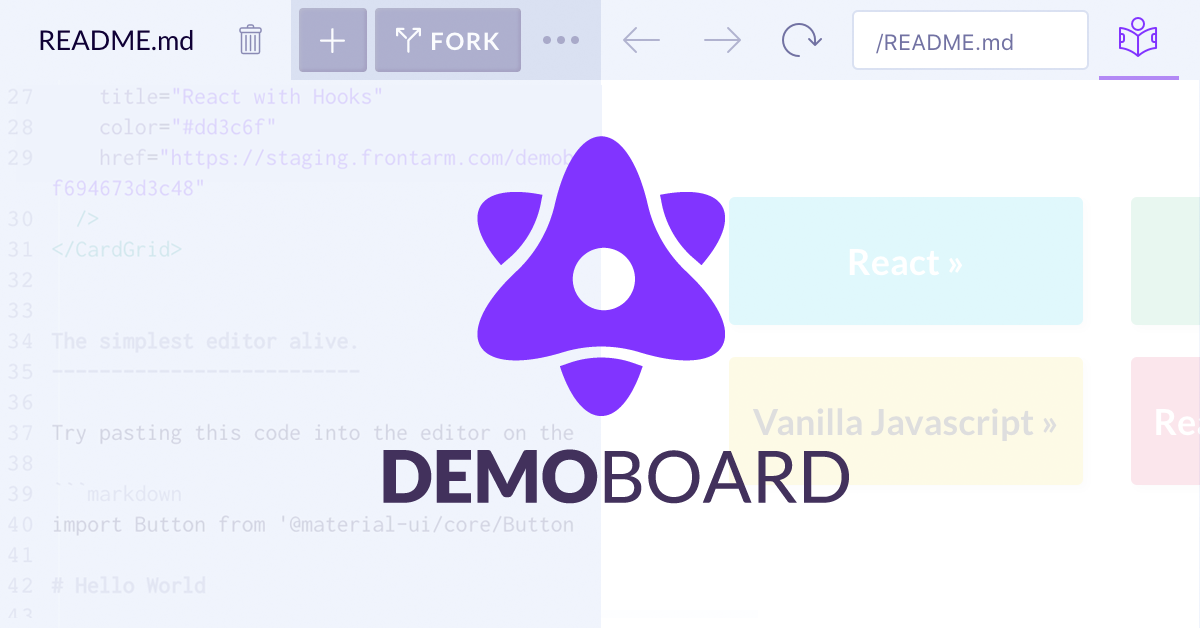 README.md
FORK
/README.md
27 title="React with Hooks"
28 color="#dd3c6f"
29 href="https://staging.frontarm.com/demob
f694673d3c48"
30 />
31 </CardGrid>
32
33
34 The simplest editor alive.
35 --------------------------
36
37 Try pasting this code into the editor on the
38
39 ```markdown
40 import Button from '@material-ui/core/Button
41
42 # Hello World
43
React »
Vanilla Javascript »
Rea
DEMOBOARD